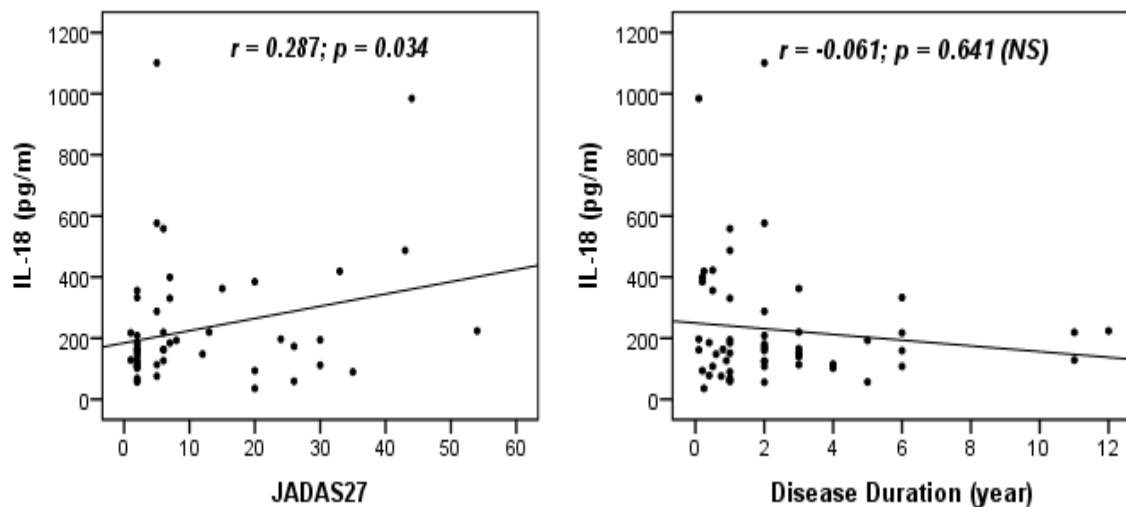 r = 0.287; p = 0.034
1200
1000
800
600
400
200
0
IL-18 (pg/m)
0 10 20 30 40 50 60
JADAS27
r = -0.061; p = 0.641 (NS)
1200
1000
800
600
400
200
0
IL-18 (pg/m)
0 2 4 6 8 10 12
Disease Duration (year)